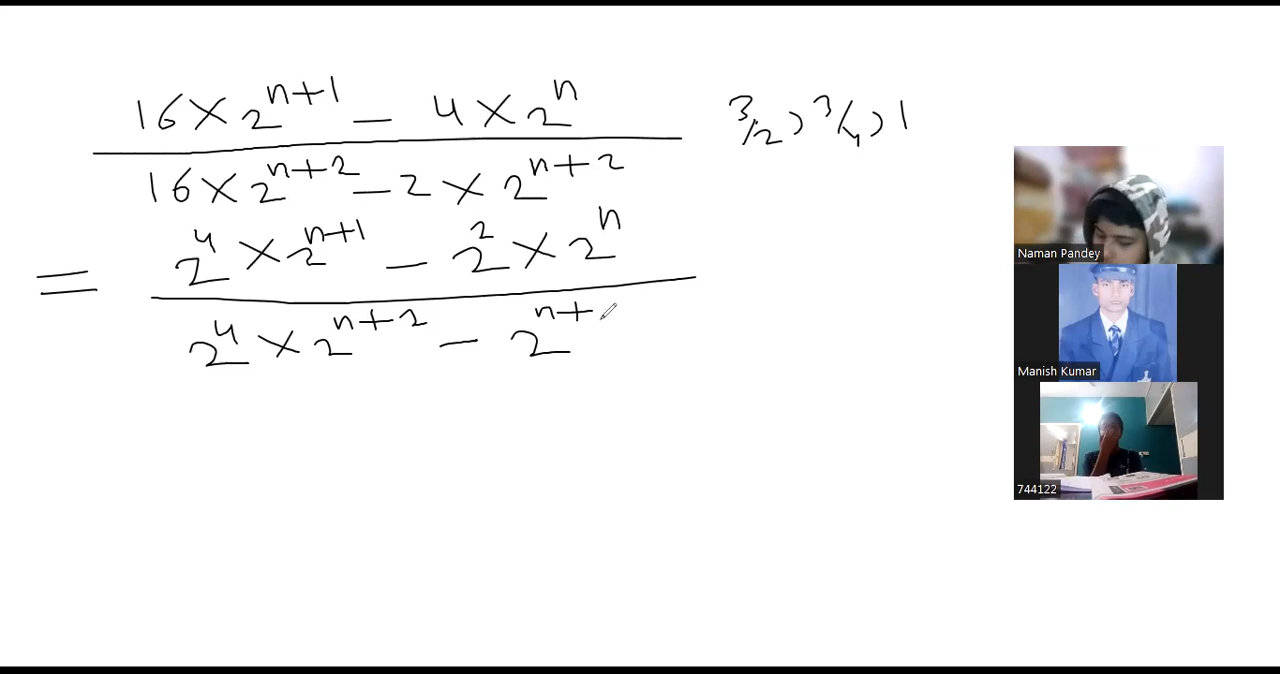 16 × 2^{n+1} – 4 × 2^n
16 × 2^{n+2} – 2 × 2^{n+2}
3/2, 3/4, 1
= 2^4 × 2^{n+1} – 2^2 × 2^n
2^4 × 2^{n+2} – 2^{n+
Naman Pandey
Manish Kumar
744122